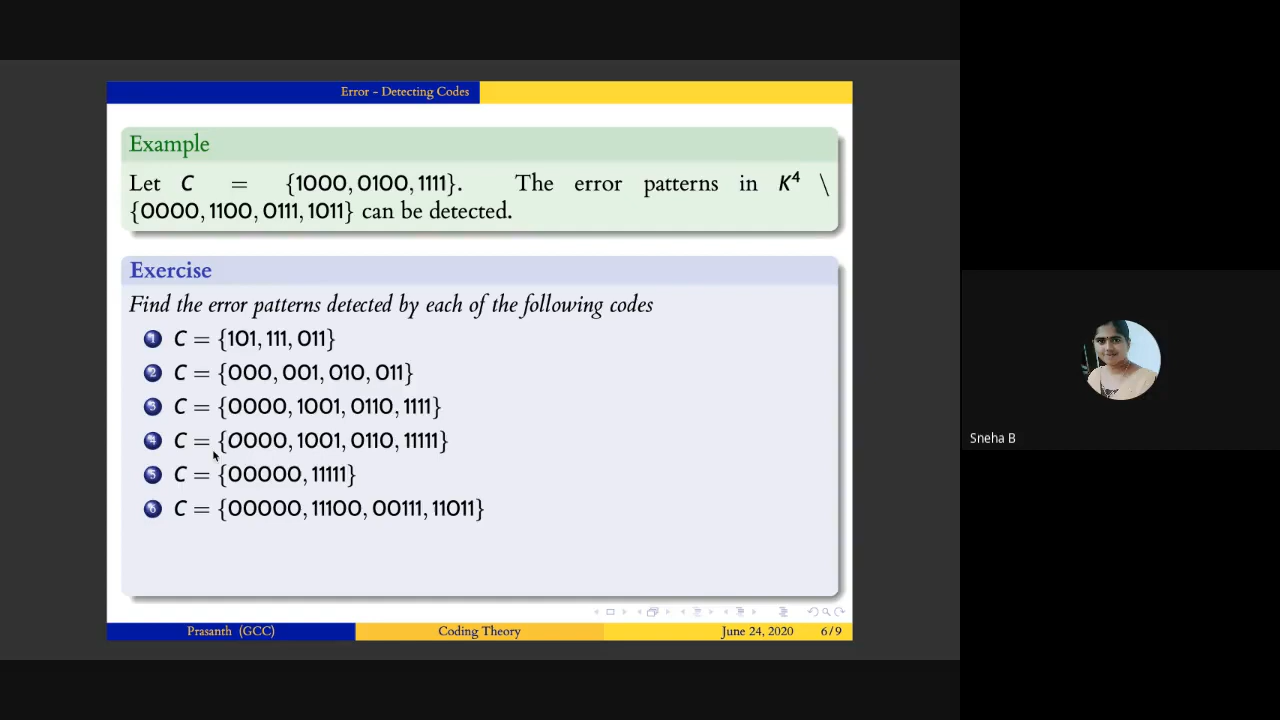 Error - Detecting Codes
Example
Let C = {1000, 0100, 1111}. The error patterns in K⁴ \
{0000, 1100, 0111, 1011} can be detected.
Exercise
Find the error patterns detected by each of the following codes
1 C = {101, 111, 011}
2 C = {000, 001, 010, 011}
3 C = {0000, 1001, 0110, 1111}
4 C = {0000, 1001, 0110, 11111}
5 C = {00000, 11111}
6 C = {00000, 11100, 00111, 11011}
Prasanth (GCC) Coding Theory June 24, 2020 6/9
Sneha B